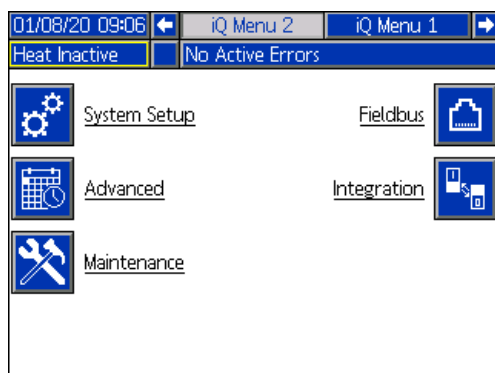 01/08/20 09:06 iQ Menu 2 iQ Menu 1
Heat Inactive No Active Errors
System Setup Fieldbus
Advanced Integration
Maintenance